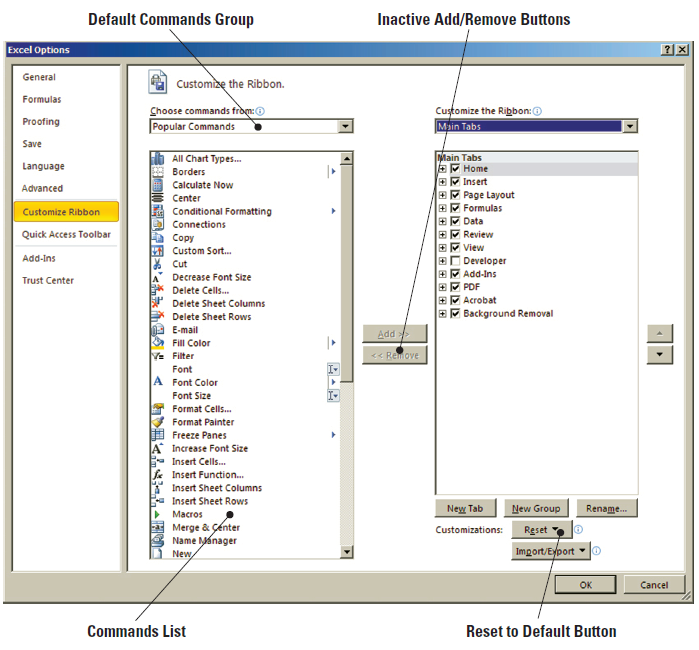 Default Commands Group
Inactive Add/Remove Buttons
Excel Options
General
Formulas
Proofing
Save
Language
Advanced
Customize Ribbon
Quick Access Toolbar
Add-Ins
Trust Center
Customize the Ribbon.
Choose commands from:
Popular Commands
All Chart Types...
Borders
Calculate Now
Center
Conditional Formatting
Connections
Copy
Custom Sort...
Cut
Decrease Font Size
Delete Cells...
Delete Sheet Columns
Delete Sheet Rows
E-mail
Fill Color
Filter
Font
Font Color
Font Size
Format Cells...
Format Painter
Freeze Panes
Increase Font Size
Insert Cells...
Insert Function...
Insert Sheet Columns
Insert Sheet Rows
Macros
Merge & Center
Name Manager
New
Add >>
<< Remove
Customize the Ribbon:
Main Tabs
Main Tabs
Home
Insert
Page Layout
Formulas
Data
Review
View
Developer
Add-Ins
PDF
Acrobat
Background Removal
New Tab
New Group
Rename...
Customizations:
Reset
Import/Export
OK
Cancel
Commands List
Reset to Default Button